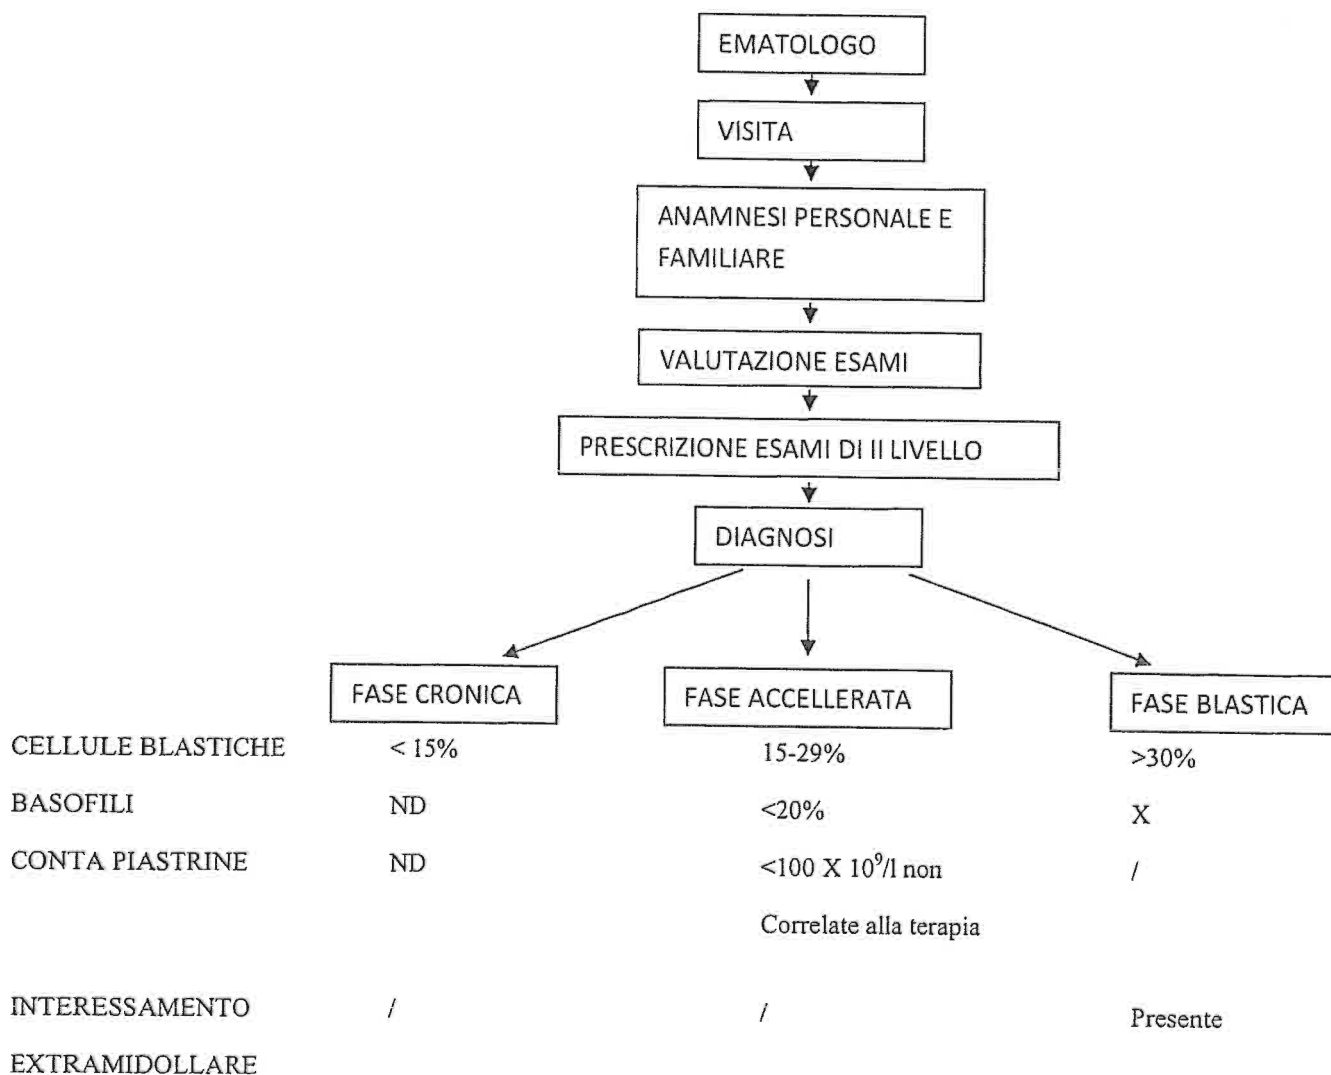 EMATOLOGO
VISITA
ANAMNESI PERSONALE E
FAMILIARE
VALUTAZIONE ESAMI
PRESCRIZIONE ESAMI DI II LIVELLO
DIAGNOSI
FASE CRONICA FASE ACCELLERATA FASE BLASTICA
CELLULE BLASTICHE < 15% 15-29% >30%
BASOFILI ND <20% X
CONTA PIASTRINE ND <100 X 10⁹/l non /
Correlate alla terapia
INTERESSAMENTO / / Presente
EXTRAMIDOLLARE